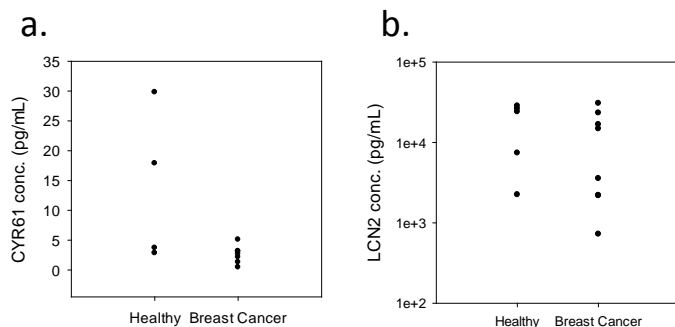 a.
CYR61 conc. (pg/mL)
35
30
25
20
15
10
5
0
Healthy Breast Cancer
b.
LCN2 conc. (pg/mL)
1e+5
1e+4
1e+3
1e+2
Healthy Breast Cancer